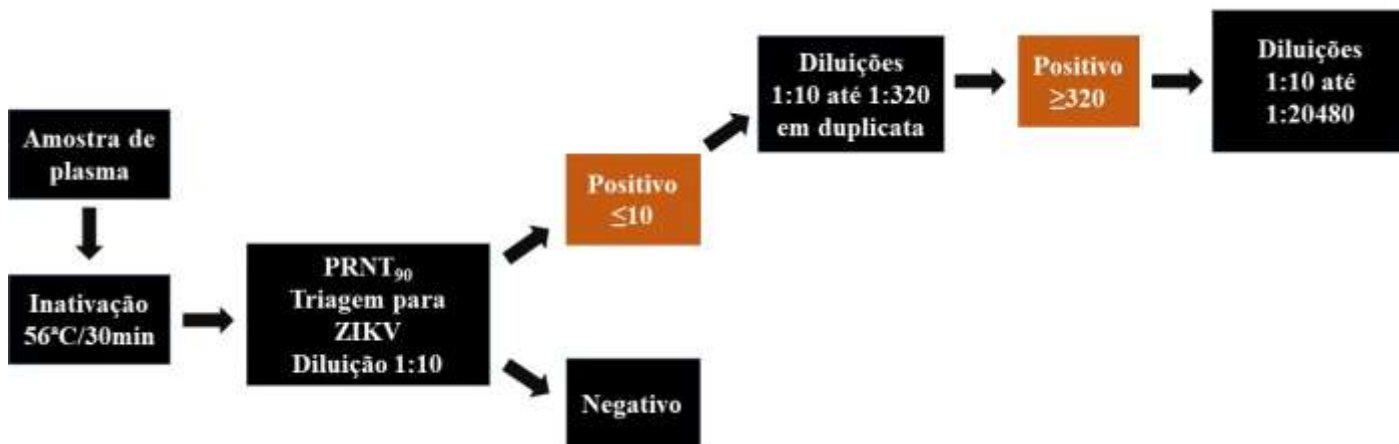 Amostra de
plasma
Inativação
56ªC/30min
PRNT₉₀
Triagem para
ZIKV
Diluição 1:10
Positivo
≤10
Negativo
Diluições
1:10 até 1:320
em duplicata
Positivo
≥320
Diluições
1:10 até
1:20480